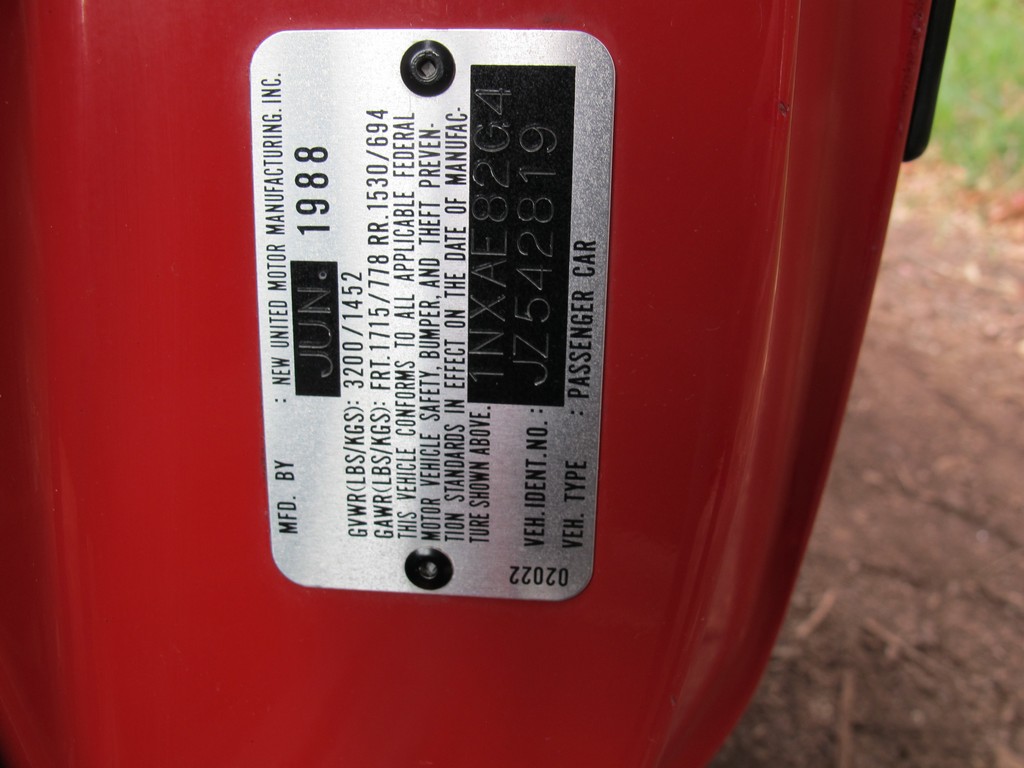 MFD. BY : NEW UNITED MOTOR MANUFACTURING, INC.
JUN. 1988
GVWR(LBS/KGS): 3200/1452
GAWR(LBS/KGS): FRT.1715/778 RR.1530/694
THIS VEHICLE CONFORMS TO ALL APPLICABLE FEDERAL
MOTOR VEHICLE SAFETY, BUMPER, AND THEFT PREVEN-
TION STANDARDS IN EFFECT ON THE DATE OF MANUFAC-
TURE SHOWN ABOVE.
1NXAE82G4
VEH.IDENT.NO. : JZ542819
VEH. TYPE : PASSENGER CAR
02022